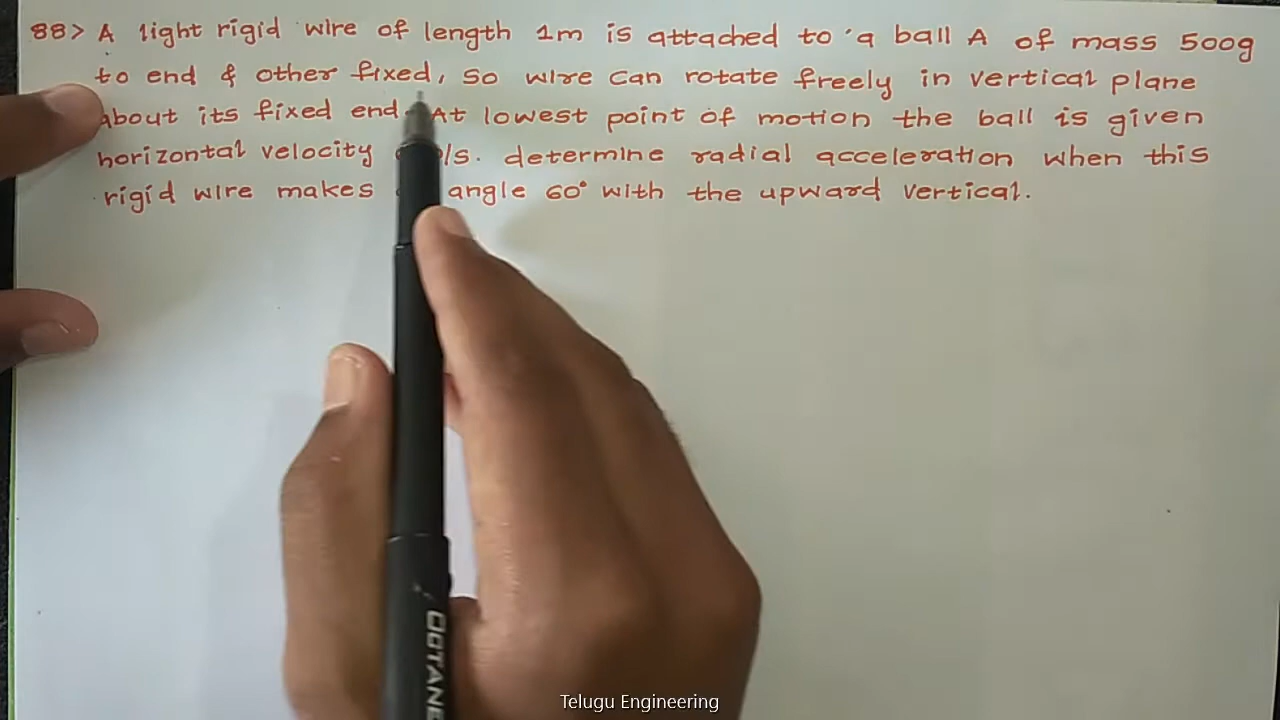 88> A light rigid wire of length 1m is attached to a ball A of mass 500g
to end & other fixed, so wire can rotate freely in vertical plane
about its fixed end. At lowest point of motion the ball is given
horizontal velocity /s. determine radial acceleration when this
rigid wire makes angle 60° with the upward vertical.
OCTANE
Telugu Engineering